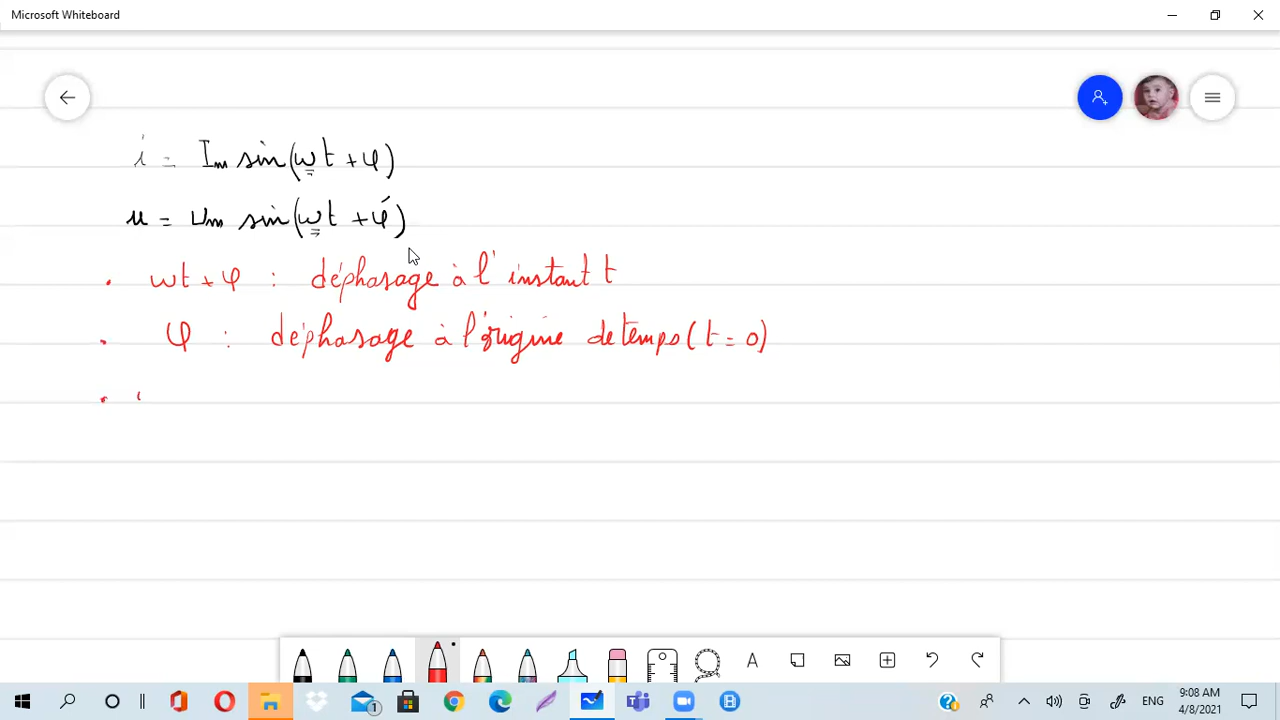 Microsoft Whiteboard
i = Im sin(ωt + φ)
u = Um sin(ωt + φ́)
• ωt + φ : déphasage à l'instant t
• φ : déphasage à l'origine de temps (t = 0)
•
A
1
ENG
9:08 AM
4/8/2021